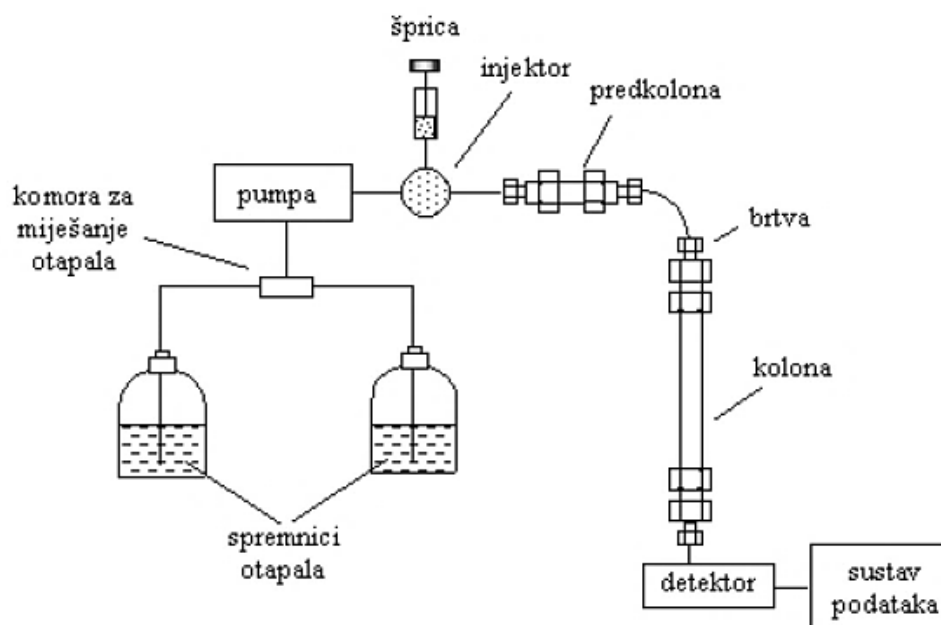 šprica
injektor
predkolona
pumpa
komora za
miješanje
otapala
brtva
kolona
spremnici
otapala
detektor
sustav
podataka